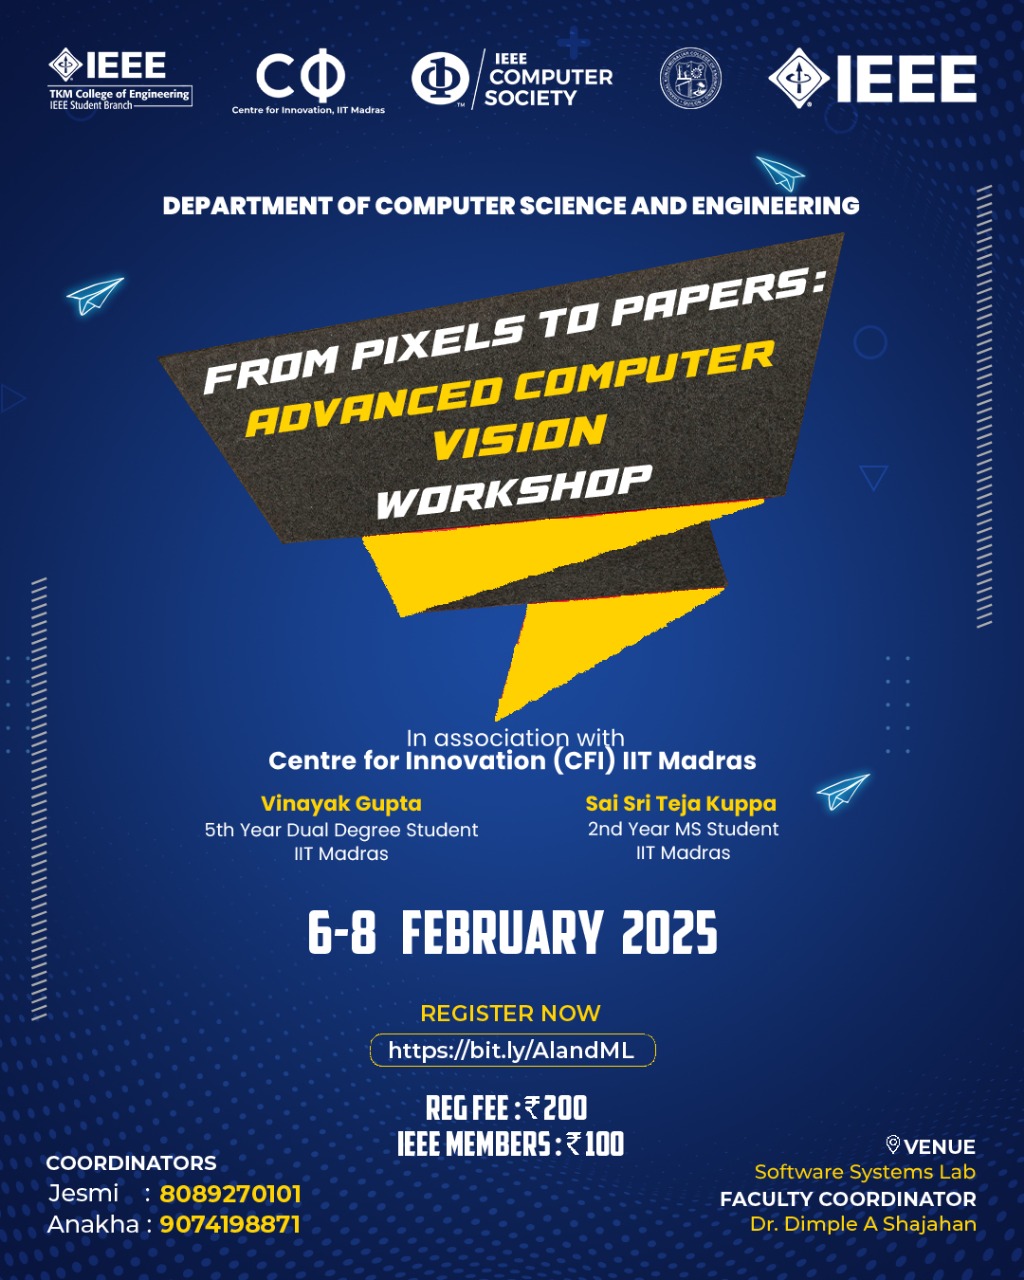 IEEE
TKM College of Engineering
IEEE Student Branch
CΦ
Centre for Innovation, IIT Madras
IEEE
COMPUTER
SOCIETY
TM
IEEE
DEPARTMENT OF COMPUTER SCIENCE AND ENGINEERING
FROM PIXELS TO PAPERS:
ADVANCED COMPUTER
VISION
WORKSHOP
In association with
Centre for Innovation (CFI) IIT Madras
Vinayak Gupta
5th Year Dual Degree Student
IIT Madras
Sai Sri Teja Kuppa
2nd Year MS Student
IIT Madras
6-8 FEBRUARY 2025
REGISTER NOW
https://bit.ly/AIandML
REG FEE :₹ 200
IEEE MEMBERS : ₹ 100
COORDINATORS
Jesmi : 8089270101
Anakha : 9074198871
VENUE
Software Systems Lab
FACULTY COORDINATOR
Dr. Dimple A Shajahan